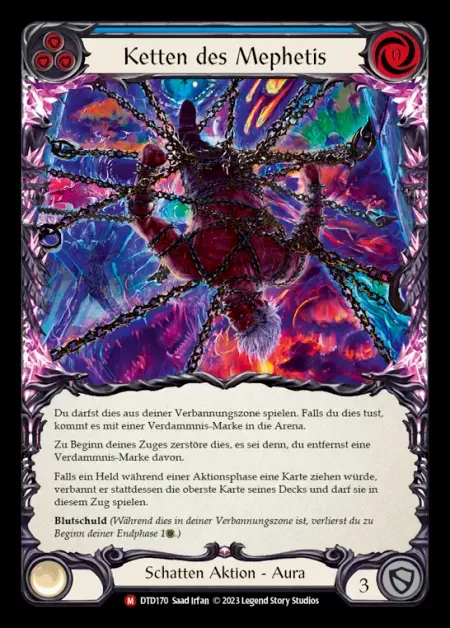 Ketten des Mephetis
0
Du darfst dies aus deiner Verbannungszone spielen. Falls du dies tust,
kommt es mit einer Verdammnis-Marke in die Arena.
Zu Beginn deines Zuges zerstöre dies, es sei denn, du entfernst eine
Verdammnis-Marke davon.
Falls ein Held während einer Aktionsphase eine Karte ziehen würde,
verbannt er stattdessen die oberste Karte seines Decks und darf sie in
diesem Zug spielen.
Blutschuld (Während dies in deiner Verbannungszone ist, verlierst du zu
Beginn deiner Endphase 1.)
Schatten Aktion - Aura
3
M DTD170 Saad Irfan © 2023 Legend Story Studios